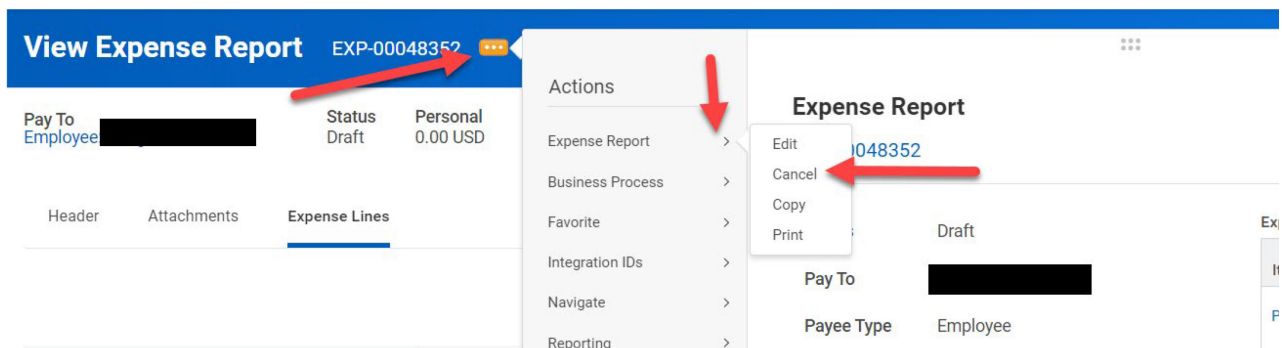 View Expense Report EXP-00048352
Pay To
Employee:
Status
Draft
Personal
0.00 USD
Header Attachments Expense Lines
Actions
Expense Report
Business Process
Favorite
Integration IDs
Navigate
Reporting
Edit
Cancel
Copy
Print
Expense Report
0048352
Draft
Pay To
Payee Type Employee